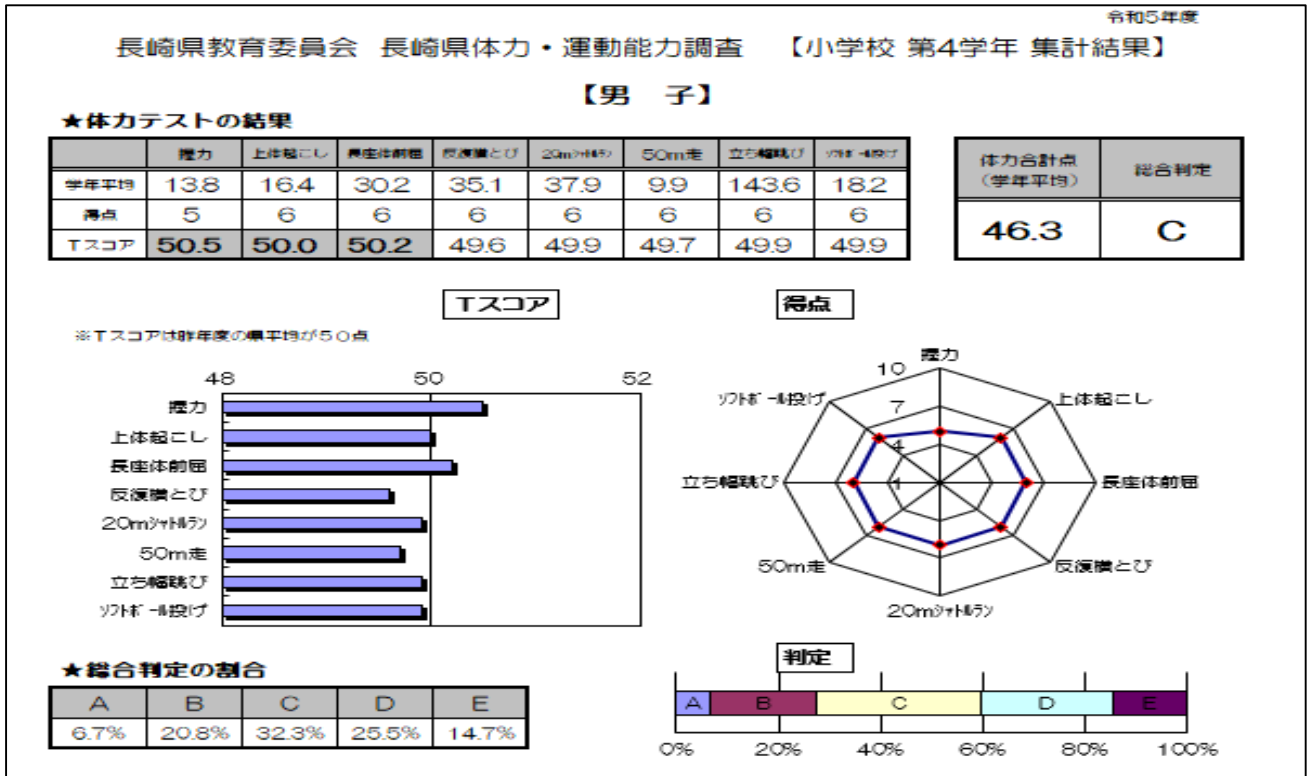 令和5年度
長崎県教育委員会 長崎県体力・運動能力調査 【小学校 第4学年 集計結果】
【男 子】
★体力テストの結果
握力 上体起こし 長座体前屈 反復横とび 20mｼｬﾄﾙﾗﾝ 50m走 立ち幅跳び ｿﾌﾄﾎﾞｰﾙ投げ
学年平均 13.8 16.4 30.2 35.1 37.9 9.9 143.6 18.2
得点 5 6 6 6 6 6 6 6
Tスコア 50.5 50.0 50.2 49.6 49.9 49.7 49.9 49.9
体力合計点（学年平均） 総合判定
46.3 C
Tスコア
※Tスコアは昨年度の県平均が50点
48 50 52
握力
上体起こし
長座体前屈
反復横とび
20mｼｬﾄﾙﾗﾝ
50m走
立ち幅跳び
ｿﾌﾄﾎﾞｰﾙ投げ
得点
握力
上体起こし
長座体前屈
反復横とび
20mｼｬﾄﾙﾗﾝ
50m走
立ち幅跳び
ｿﾌﾄﾎﾞｰﾙ投げ
10
7
4
1
★総合判定の割合
A B C D E
6.7% 20.8% 32.3% 25.5% 14.7%
判定
A B C D E
0% 20% 40% 60% 80% 100%